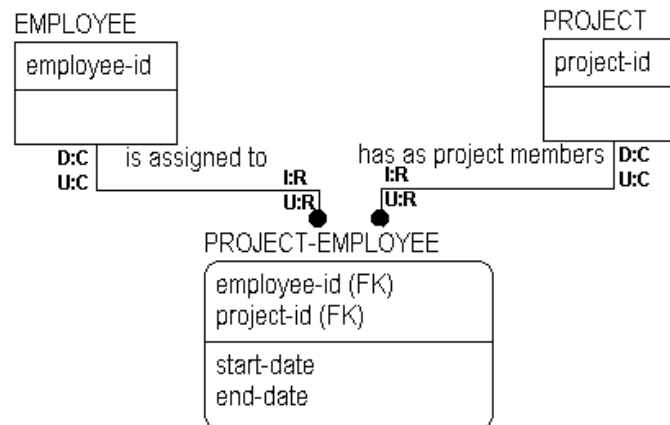 EMPLOYEE
PROJECT
employee-id
project-id
D:C
is assigned to
has as project members
D:C
U:C
I:R
I:R
U:C
U:R
U:R
PROJECT-EMPLOYEE
employee-id (FK)
project-id (FK)
start-date
end-date